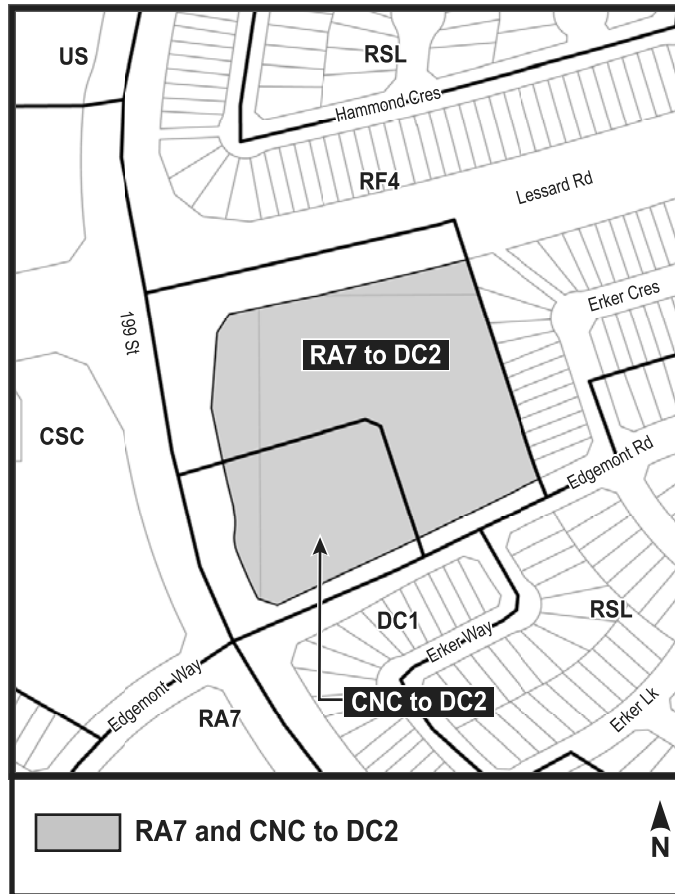 US
RSL
Hammond Cres
RF4
Lessard Rd
Erker Cres
199 St
RA7 to DC2
CSC
Edgemont Rd
DC1
RSL
Erker Way
Edgemont Way
CNC to DC2
RA7
Erker Lk
RA7 and CNC to DC2
N